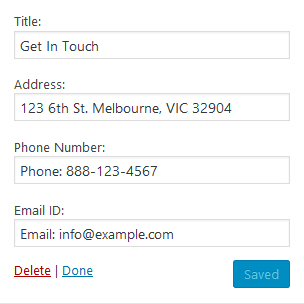 Title:
Get In Touch
Address:
123 6th St. Melbourne, VIC 32904
Phone Number:
Phone: 888-123-4567
Email ID:
Email: info@example.com
Delete | Done
Saved